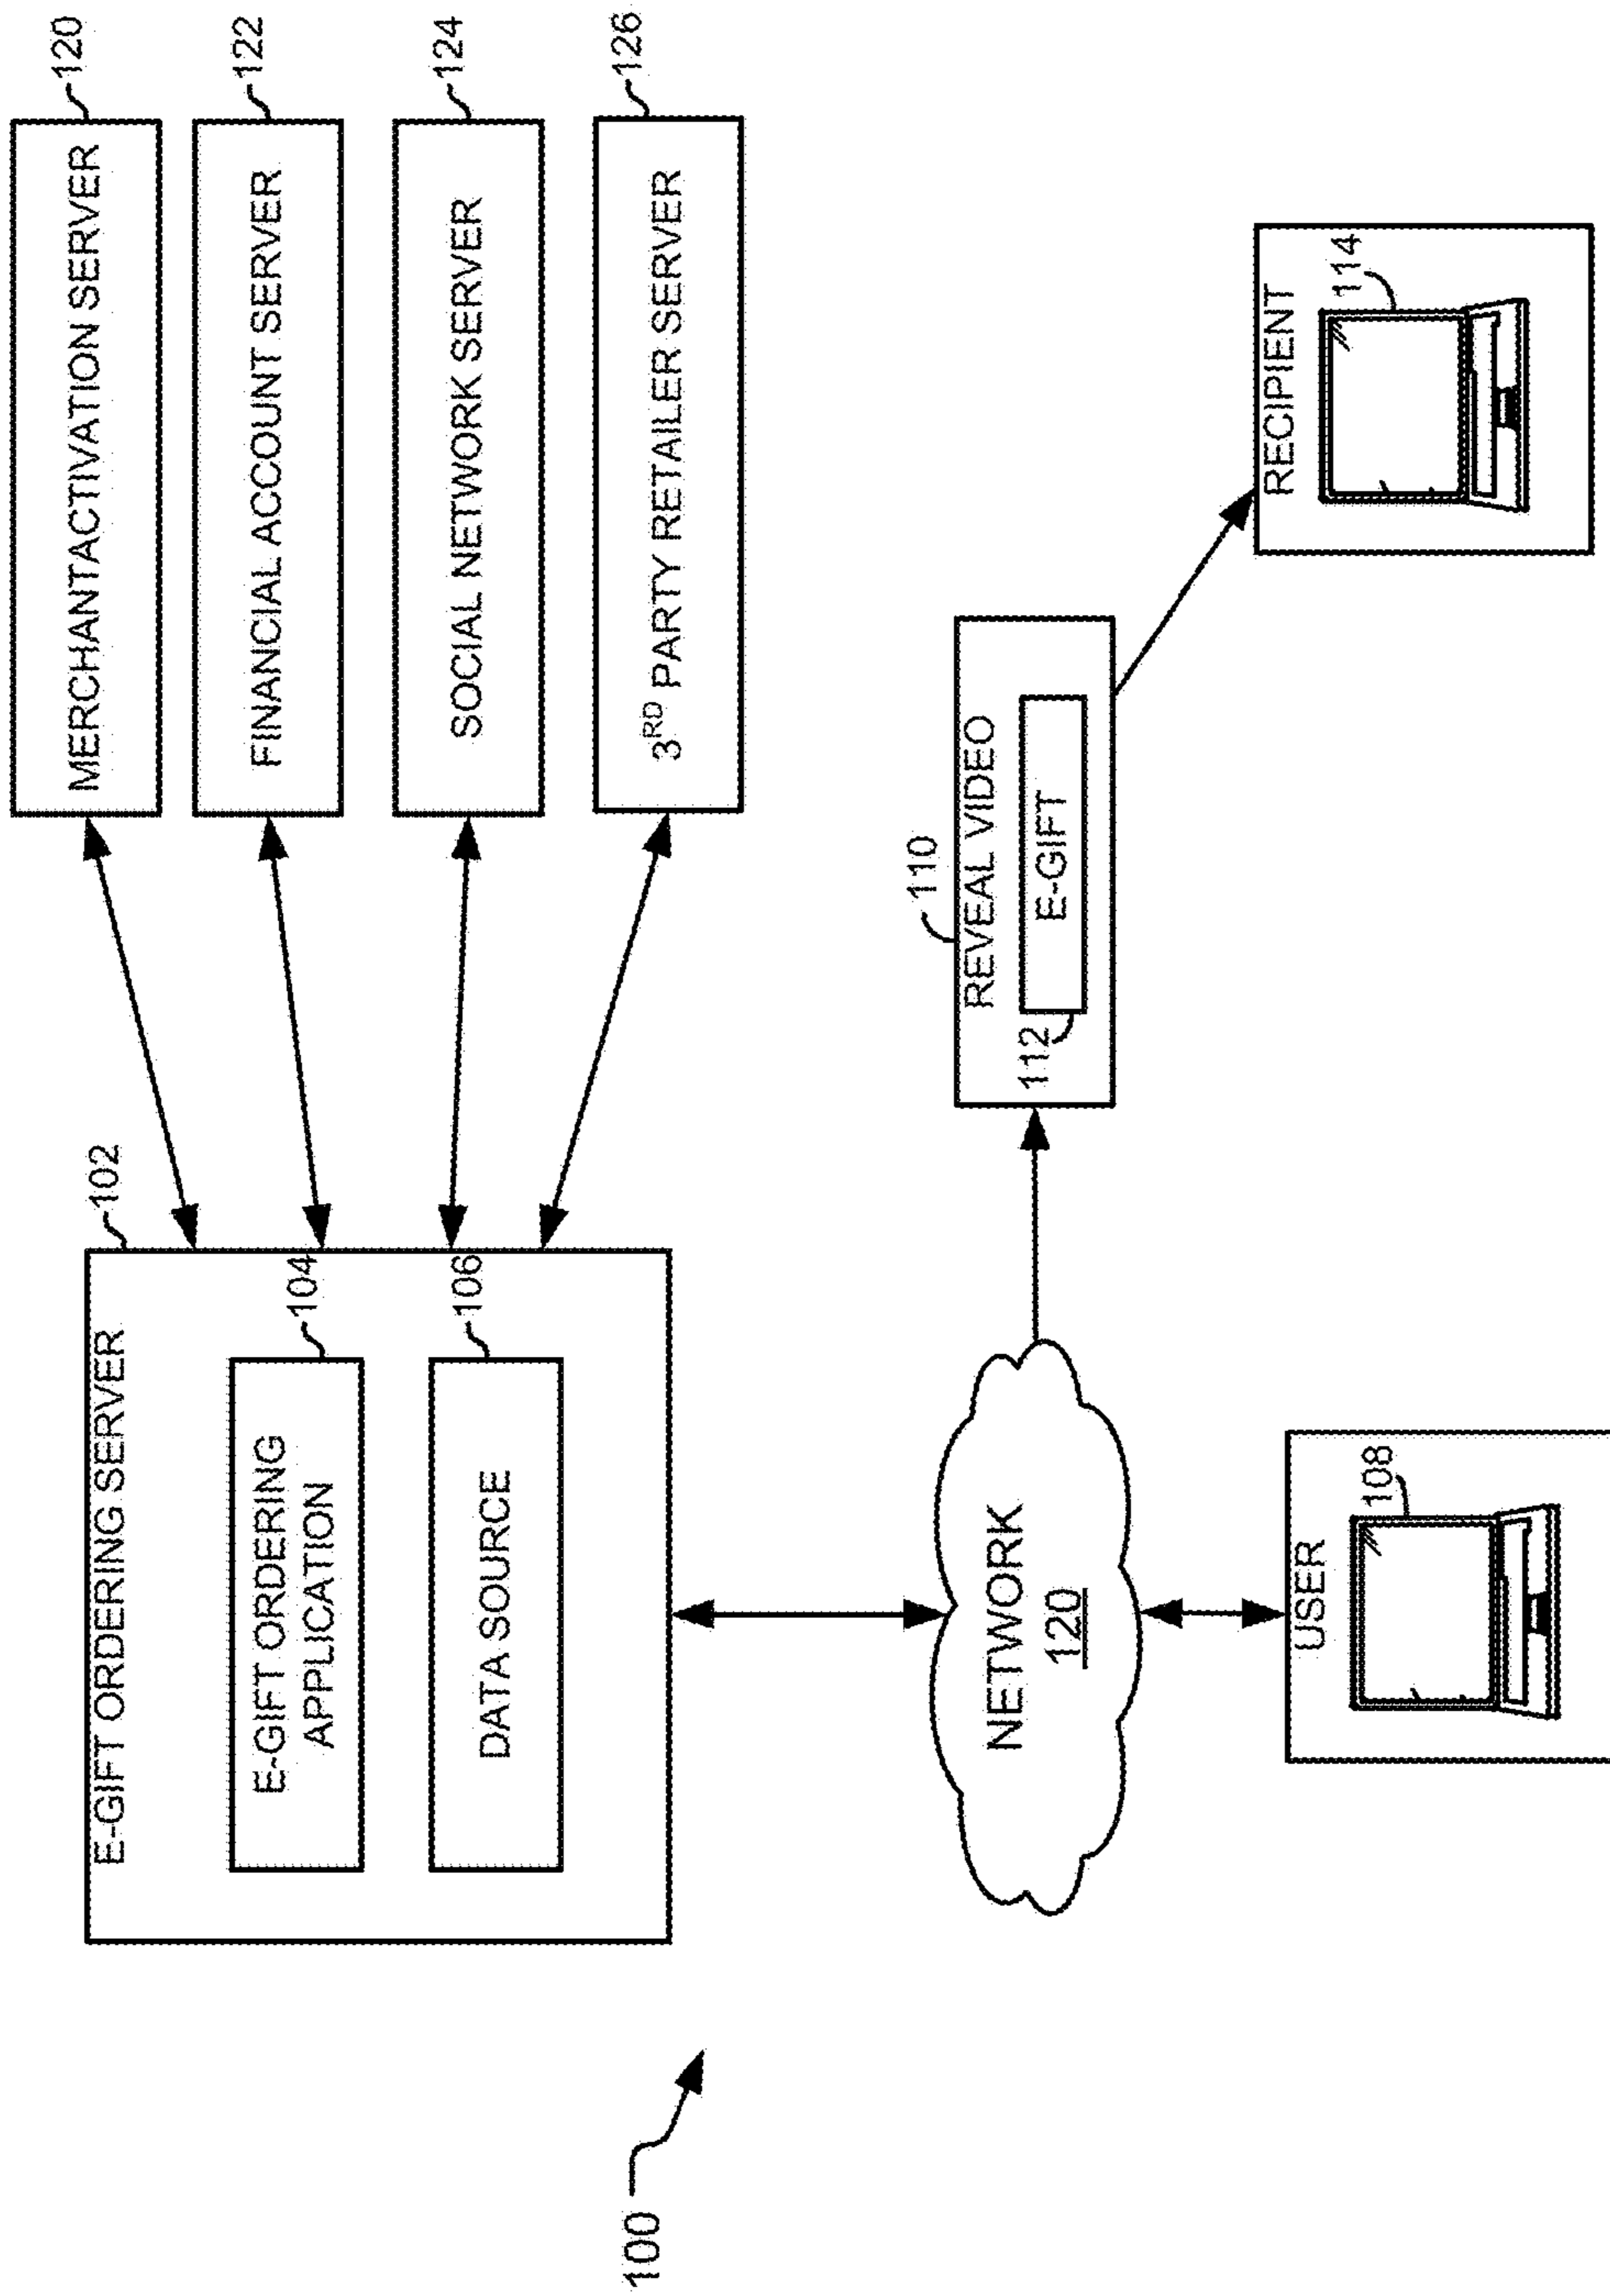 100
E-GIFT ORDERING SERVER
102
E-GIFT ORDERING
APPLICATION
104
DATA SOURCE
106
MERCHANTACTIVATION SERVER
120
FINANCIAL ACCOUNT SERVER
122
SOCIAL NETWORK SERVER
124
3RD PARTY RETAILER SERVER
126
NETWORK
120
110
REVEAL VIDEO
112
E-GIFT
USER
108
RECIPIENT
114